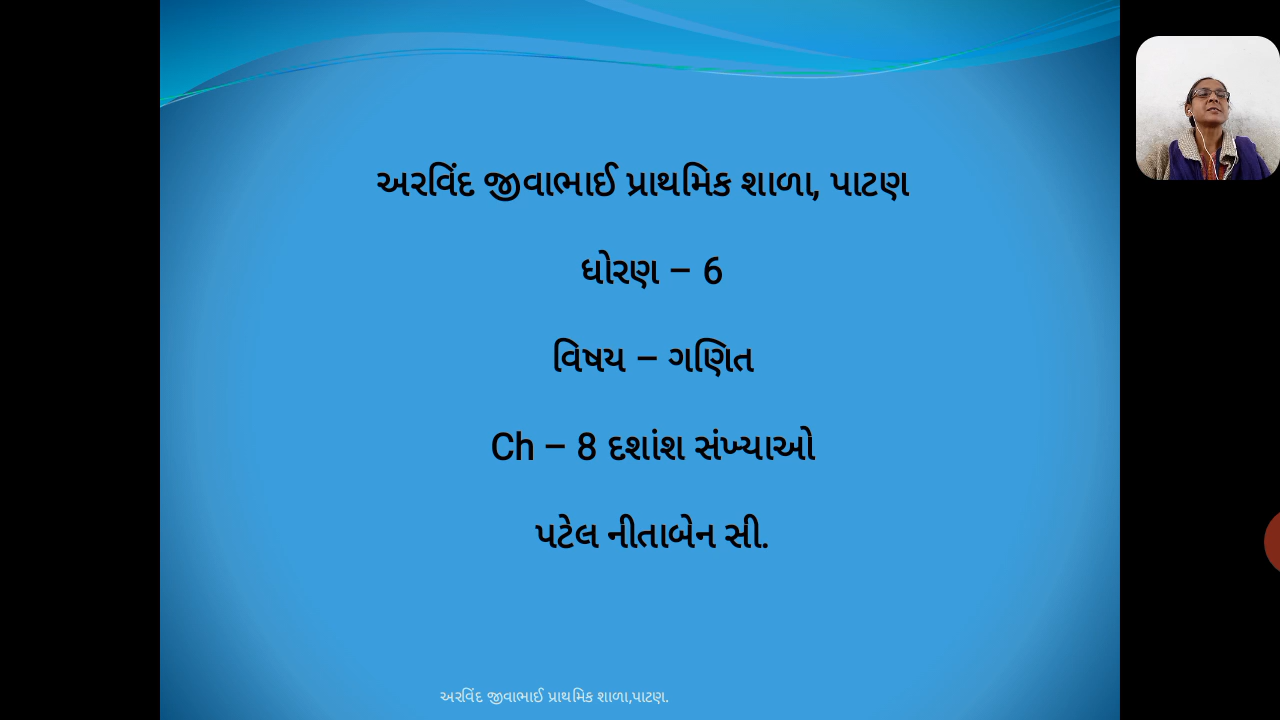 અરવિંદ જીવાભાઈ પ્રાથમિક શાળા, પાટણ
ધોરણ – 6
વિષય – ગણિત
Ch – 8 દશાંશ સંખ્યાઓ
પટેલ નીતાબેન સી.
અરવિંદ જીવાભાઈ પ્રાથમિક શાળા,પાટણ.